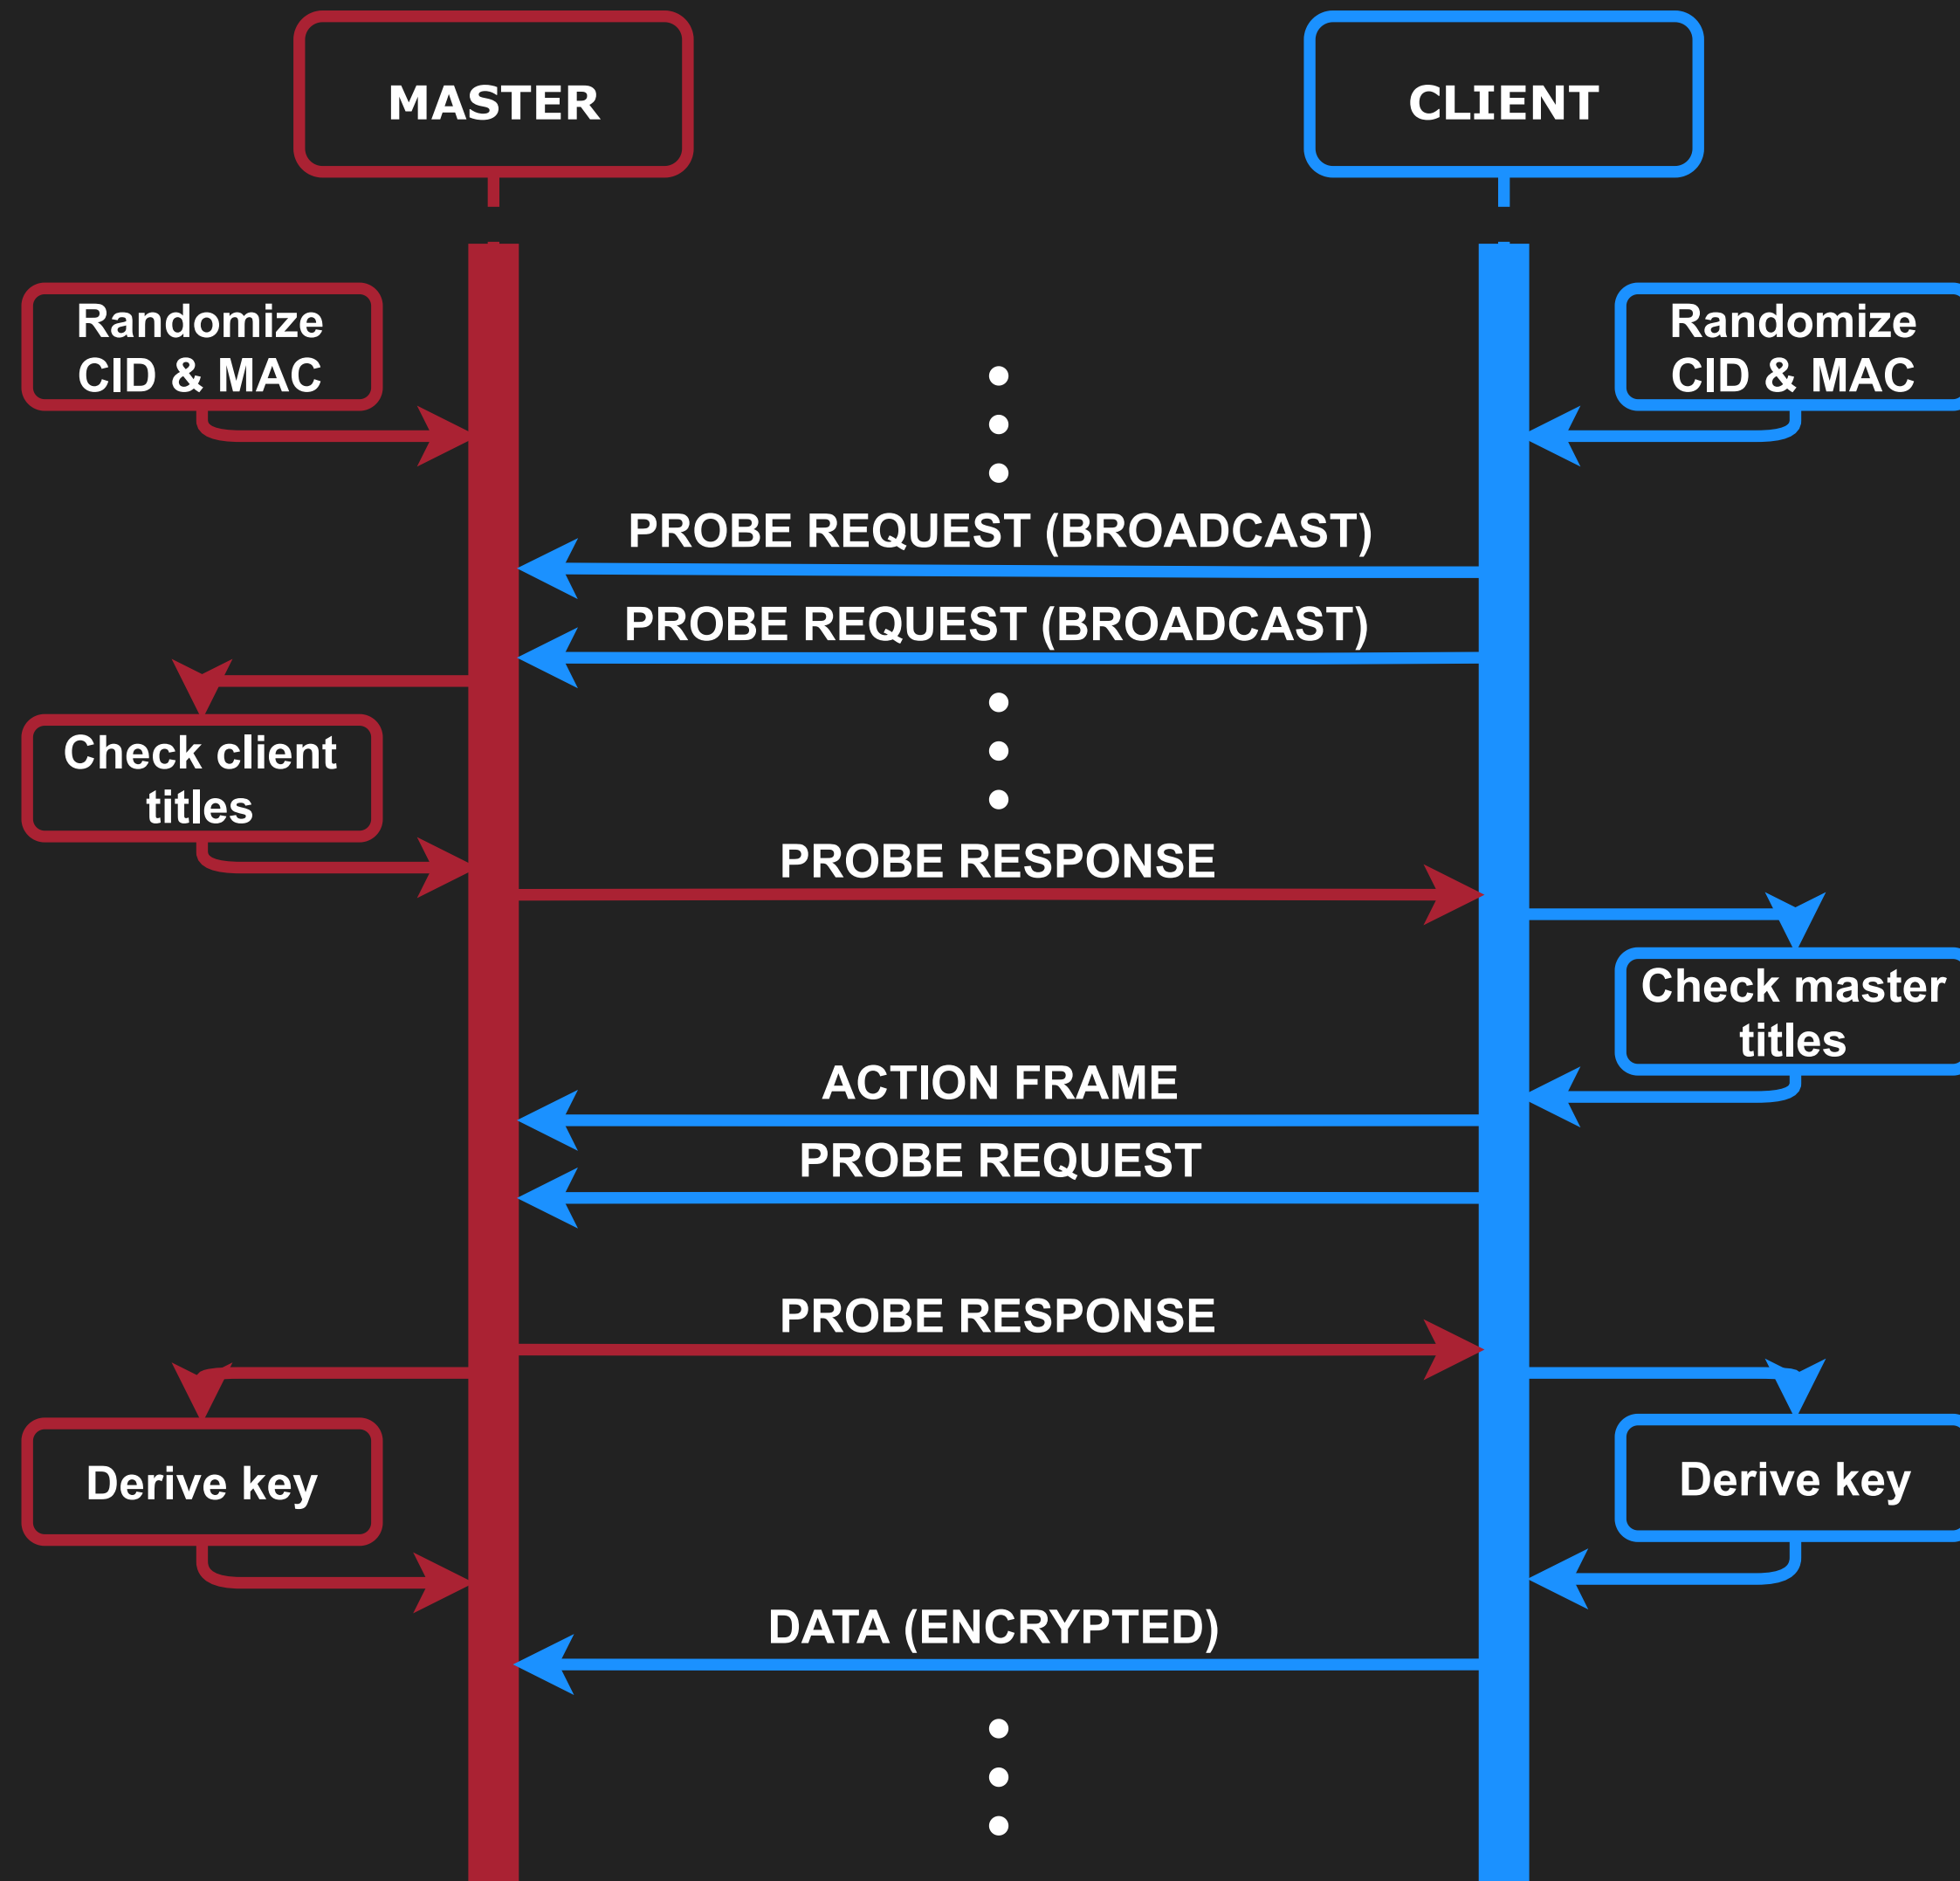 MASTER
CLIENT
Randomize
CID & MAC
Randomize
CID & MAC
PROBE REQUEST (BROADCAST)
PROBE REQUEST (BROADCAST)
Check client
titles
PROBE RESPONSE
Check master
titles
ACTION FRAME
PROBE REQUEST
PROBE RESPONSE
Derive key
Derive key
DATA (ENCRYPTED)